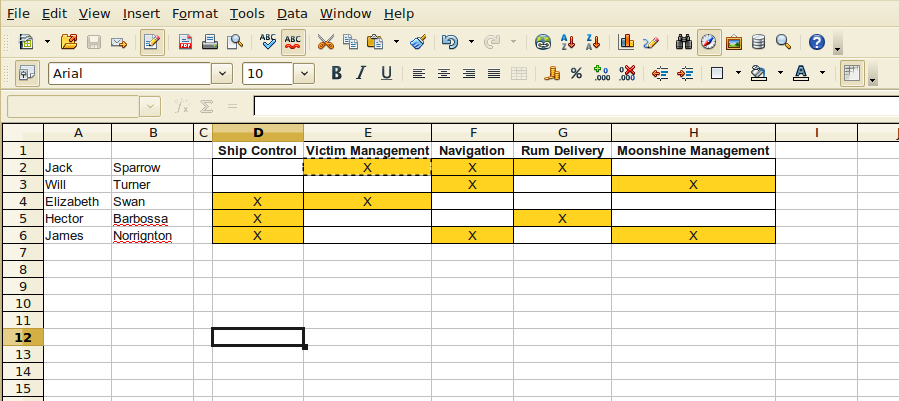 File Edit View Insert Format Tools Data Window Help
Arial 10
A B C D E F G H I J
1 Ship Control Victim Management Navigation Rum Delivery Moonshine Management
2 Jack Sparrow X X X
3 Will Turner X X
4 Elizabeth Swan X X
5 Hector Barbossa X X
6 James Norrignton X X X
7
8
9
10
11
12
13
14
15